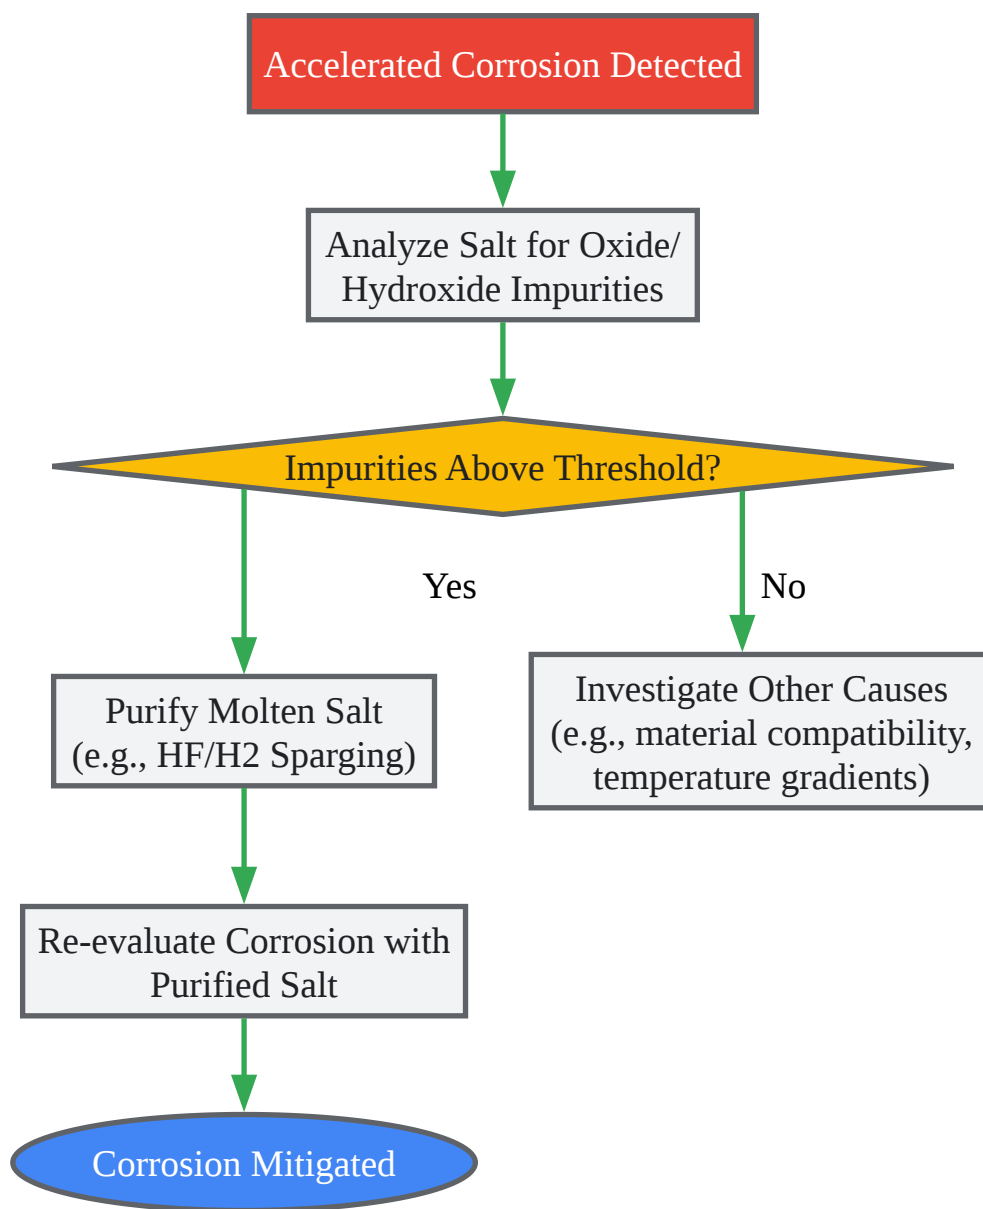 Accelerated Corrosion Detected
Analyze Salt for Oxide/
Hydroxide Impurities
Impurities Above Threshold?
Yes
No
Purify Molten Salt
(e.g., HF/H2 Sparging)
Investigate Other Causes
(e.g., material compatibility,
temperature gradients)
Re-evaluate Corrosion with
Purified Salt
Corrosion Mitigated